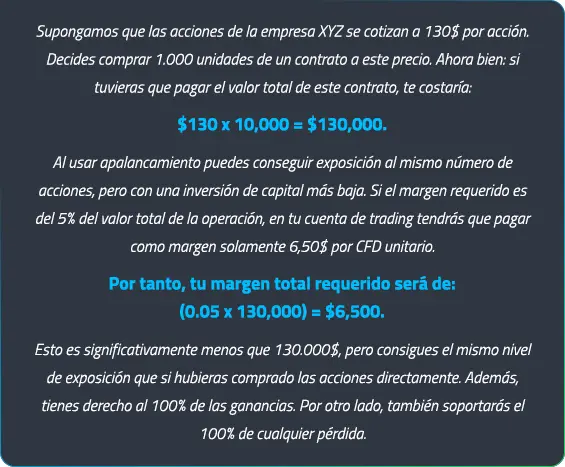 Supongamos que las acciones de la empresa XYZ se cotizan a 130$ por acción.
Decides comprar 1.000 unidades de un contrato a este precio. Ahora bien: si
tuvieras que pagar el valor total de este contrato, te costaría:
$130 x 10,000 = $130,000.
Al usar apalancamiento puedes conseguir exposición al mismo número de
acciones, pero con una inversión de capital más baja. Si el margen requerido es
del 5% del valor total de la operación, en tu cuenta de trading tendrás que pagar
como margen solamente 6,50$ por CFD unitario.
Por tanto, tu margen total requerido será de:
(0.05 x 130,000) = $6,500.
Esto es significativamente menos que 130.000$, pero consigues el mismo nivel
de exposición que si hubieras comprado las acciones directamente. Además,
tienes derecho al 100% de las ganancias. Por otro lado, también soportarás el
100% de cualquier pérdida.